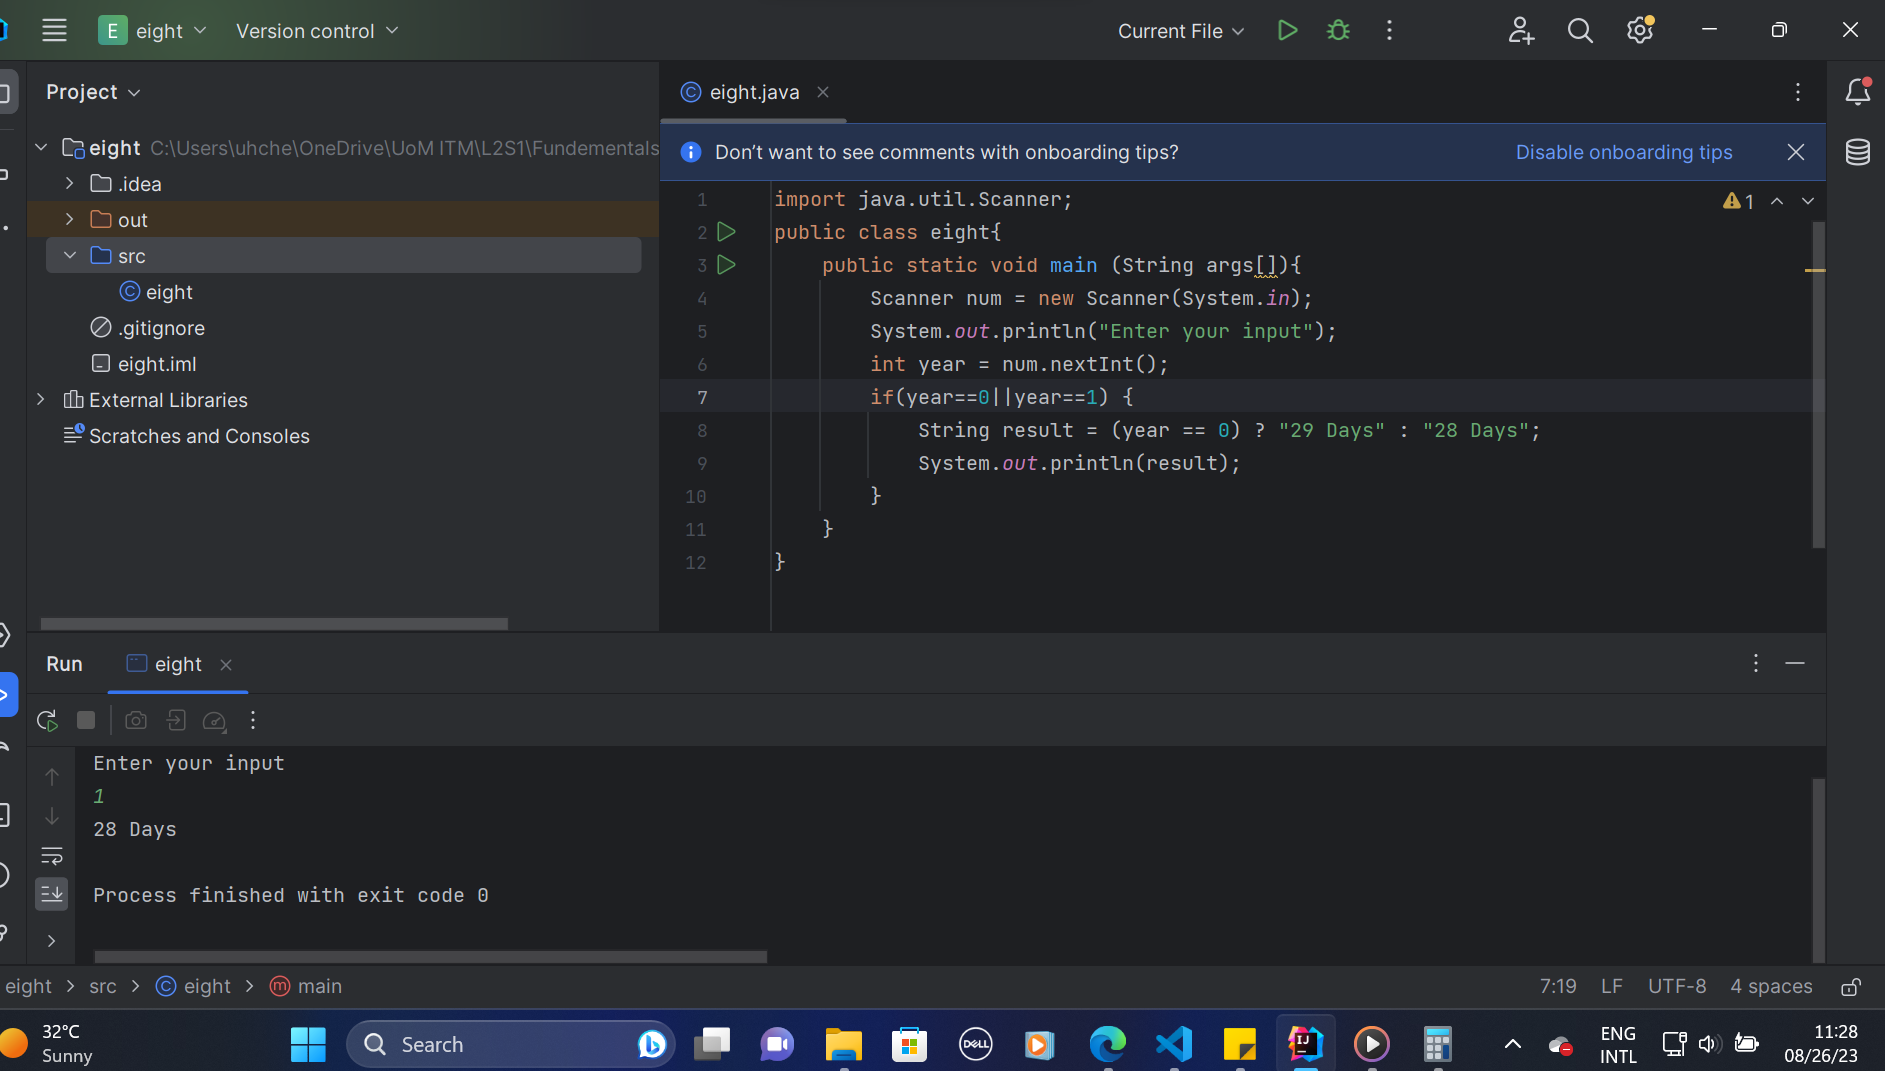 E eight Version control Current File
Project
eight C:\Users\uhche\OneDrive\UoM ITM\L2S1\Fundementals
.idea
out
src
eight
.gitignore
eight.iml
External Libraries
Scratches and Consoles
eight.java
Don’t want to see comments with onboarding tips? Disable onboarding tips
1
1 import java.util.Scanner;
2 public class eight{
3 public static void main (String args[]){
4 Scanner num = new Scanner(System.in);
5 System.out.println("Enter your input");
6 int year = num.nextInt();
7 if(year==0||year==1) {
8 String result = (year == 0) ? "29 Days" : "28 Days";
9 System.out.println(result);
10 }
11 }
12 }
Run eight
Enter your input
1
28 Days
Process finished with exit code 0
eight > src > eight > main 7:19 LF UTF-8 4 spaces
32°C
Sunny
Search
DELL
IJ
ENG
INTL
11:28
08/26/23